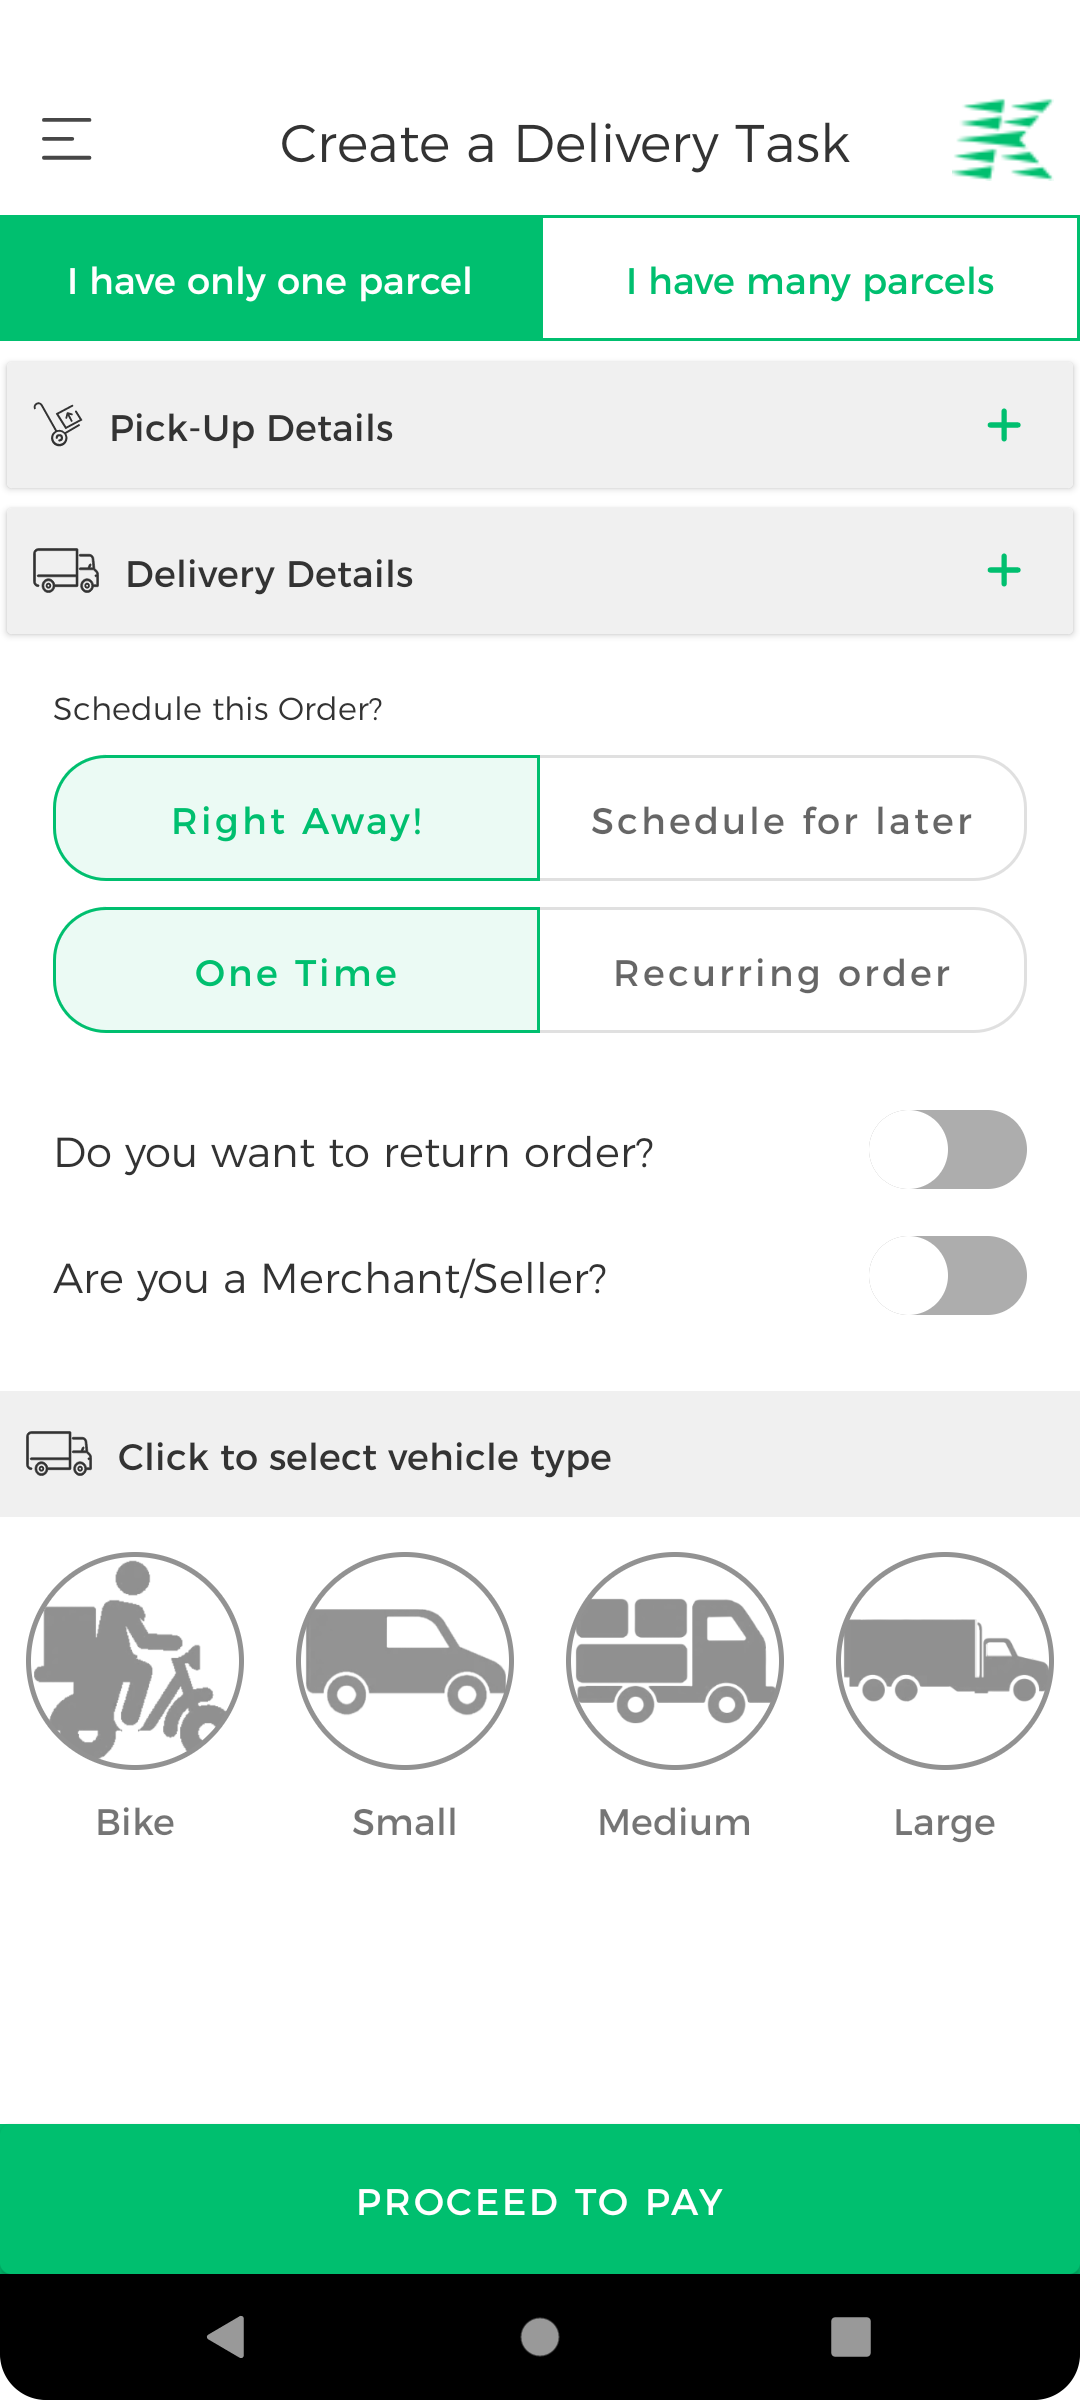 Create a Delivery Task
I have only one parcel
I have many parcels
Pick-Up Details
Delivery Details
Schedule this Order?
Right Away!
Schedule for later
One Time
Recurring order
Do you want to return order?
Are you a Merchant/Seller?
Click to select vehicle type
Bike
Small
Medium
Large
PROCEED TO PAY